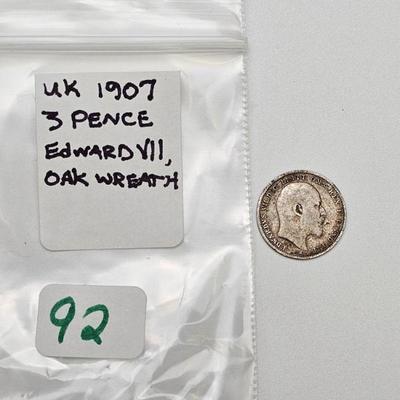 UK 1907
3 PENCE
EdWARD VII,
OAK WREATH
92